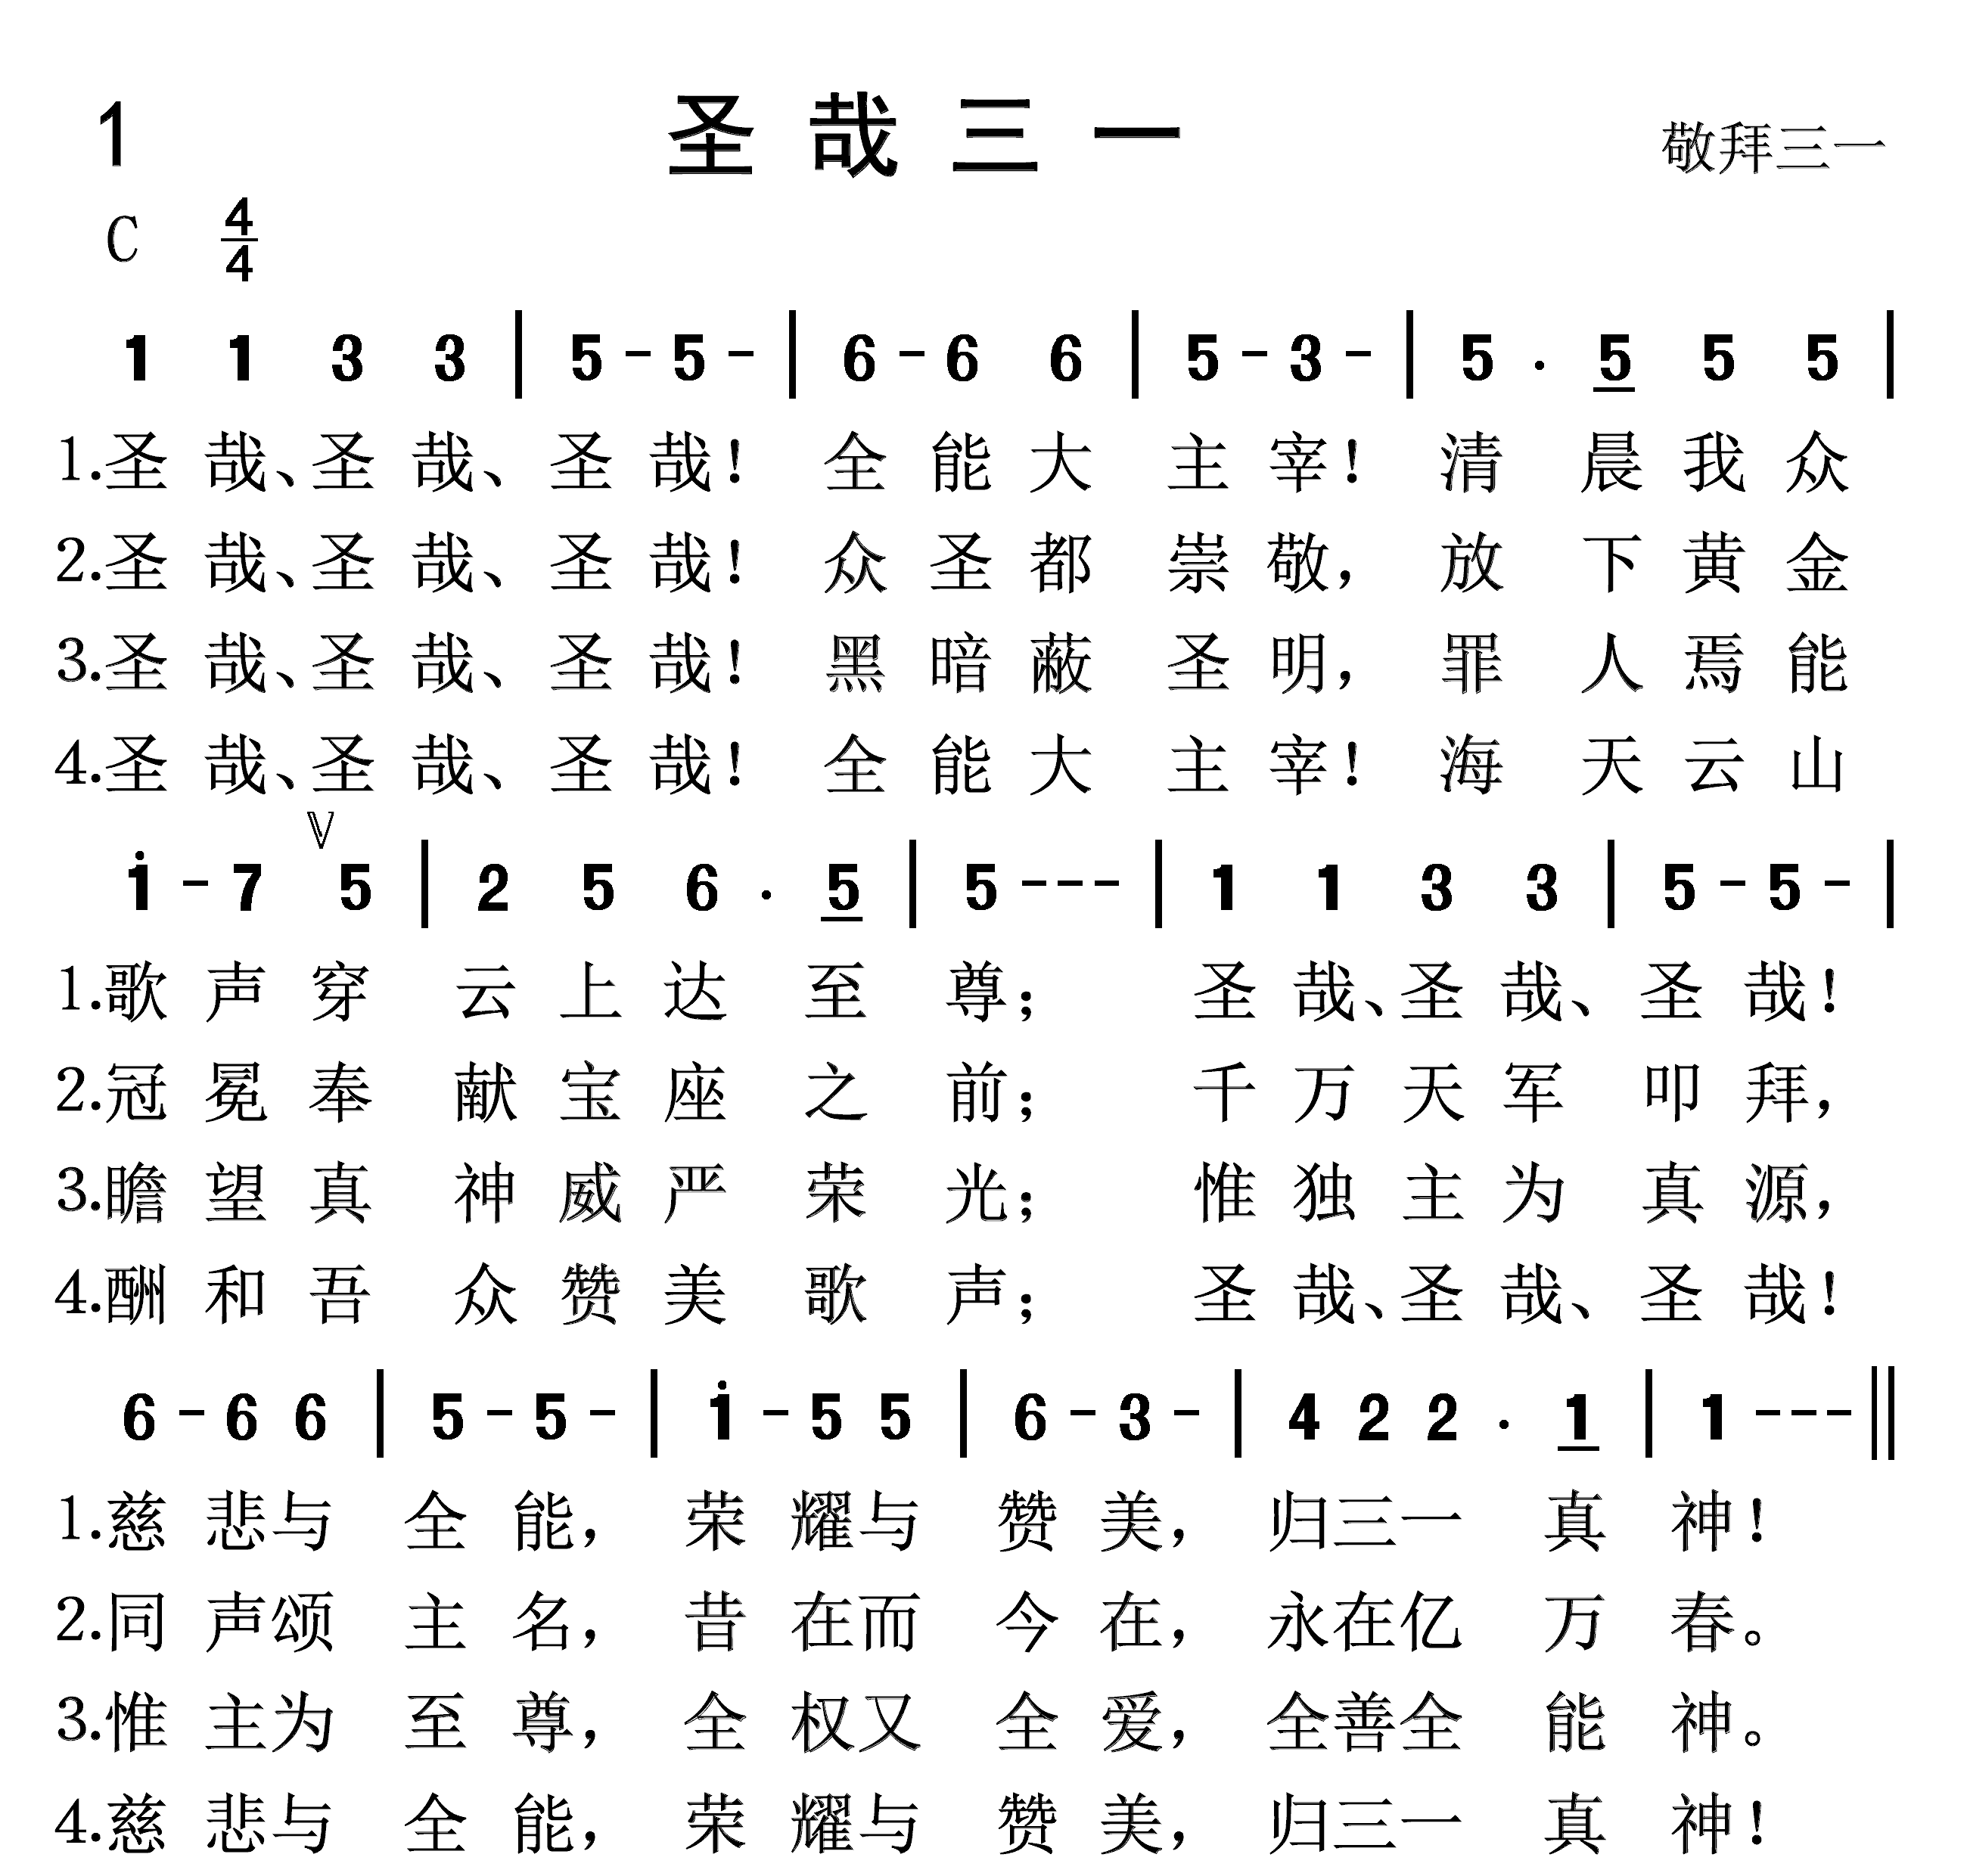 1 圣哉三一 敬拜三一
C 4/4
1 1 3 3 | 5 - 5 - | 6 - 6 6 | 5 - 3 - | 5 . 5 5 5 |
1.圣哉、圣哉、圣哉！全能大主宰！清晨我众
2.圣哉、圣哉、圣哉！众圣都崇敬，放下黄金
3.圣哉、圣哉、圣哉！黑暗蔽圣明，罪人焉能
4.圣哉、圣哉、圣哉！全能大主宰！海天云山
V
i - 7 5 | 2 5 6 . 5 | 5 - - - | 1 1 3 3 | 5 - 5 - |
1.歌声穿云上达至尊；圣哉、圣哉、圣哉！
2.冠冕奉献宝座之前；千万天军叩拜，
3.瞻望真神威严荣光；惟独主为真源，
4.酬和吾众赞美歌声；圣哉、圣哉、圣哉！
6 - 6 6 | 5 - 5 - | i - 5 5 | 6 - 3 - | 4 2 2 . 1 | 1 - - - ||
1.慈悲与全能，荣耀与赞美，归三一真神！
2.同声颂主名，昔在而今在，永在亿万春。
3.惟主为至尊，全权又全爱，全善全能神。
4.慈悲与全能，荣耀与赞美，归三一真神！